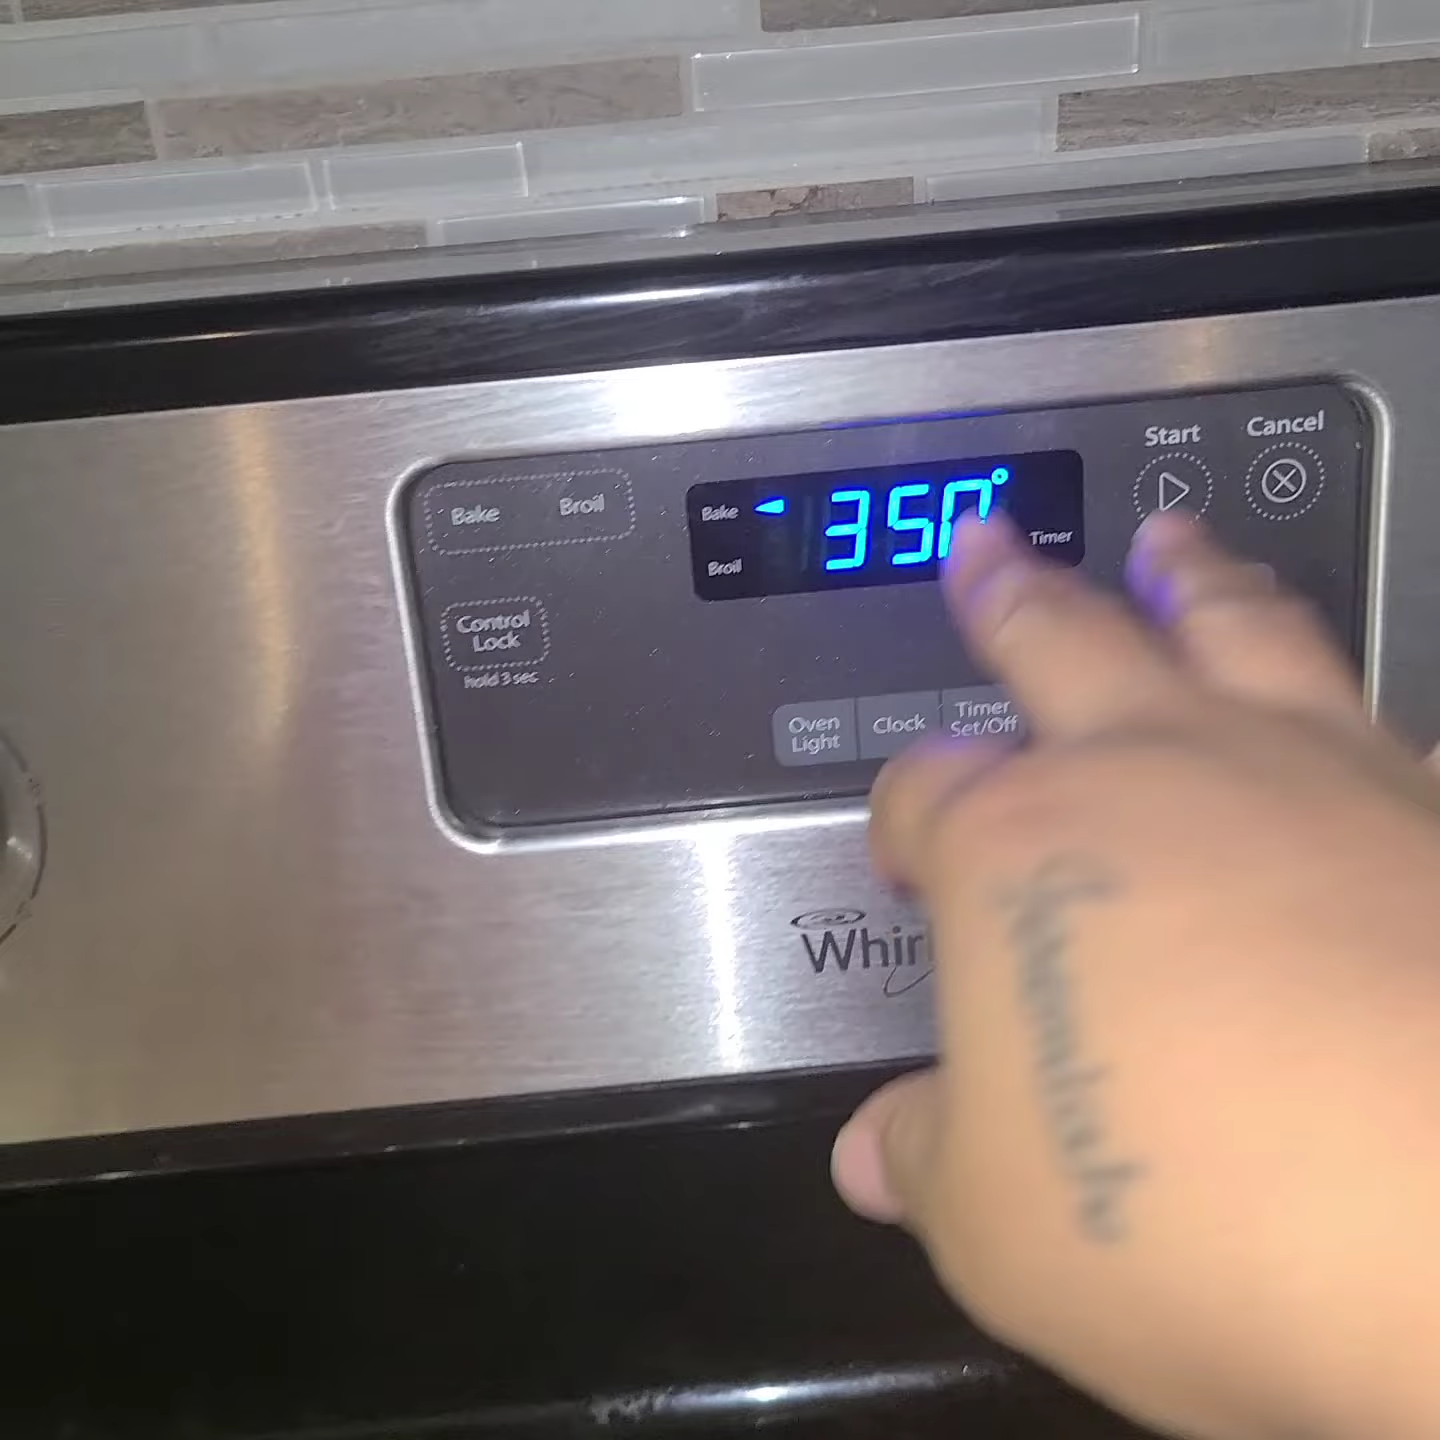 Start
Cancel
Bake
Broil
Bake
350°
Timer
Broil
Control
Lock
hold 3 sec
Oven
Light
Clock
Timer
Set/Off
Whirl